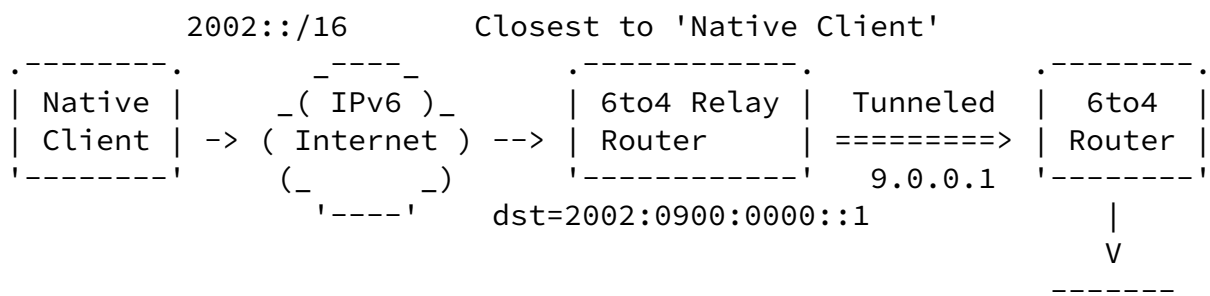 2002::/16 Closest to 'Native Client'
.--------. _----_ .------------. .--------.
| Native | _( IPv6 )_ | 6to4 Relay | Tunneled | 6to4 |
| Client | -> ( Internet ) --> | Router | =========> | Router |
'--------' (_ _) '------------' 9.0.0.1 '--------'
'----' dst=2002:0900:0000::1 |
V
-------